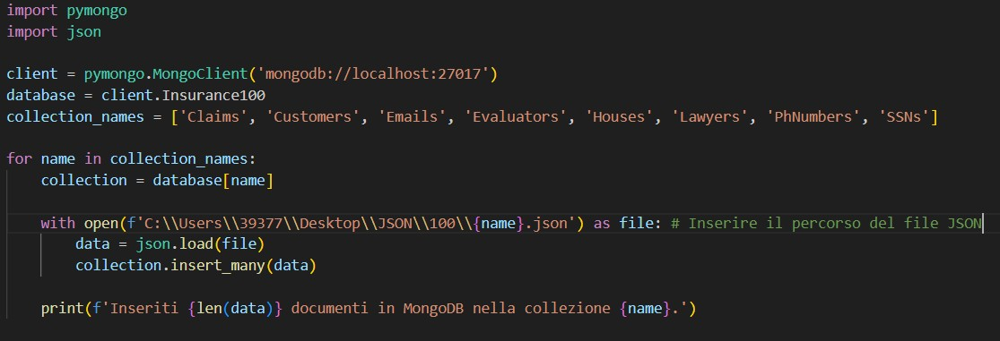 import pymongo
import json
client = pymongo.MongoClient('mongodb://localhost:27017')
database = client.Insurance100
collection_names = ['Claims', 'Customers', 'Emails', 'Evaluators', 'Houses', 'Lawyers', 'PhNumbers', 'SSNs']
for name in collection_names:
    collection = database[name]
    with open(f'C:\\Users\\39377\\Desktop\\JSON\\100\\{name}.json') as file: # Inserire il percorso del file JSON
        data = json.load(file)
        collection.insert_many(data)
    print(f'Inseriti {len(data)} documenti in MongoDB nella collezione {name}.')